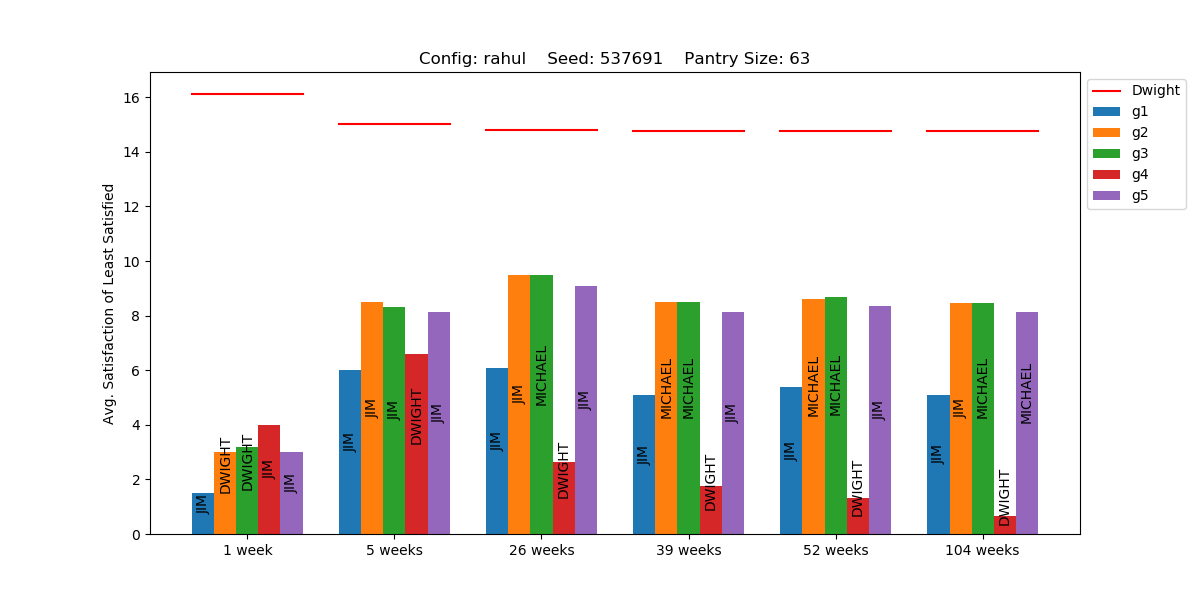 Config: rahul    Seed: 537691    Pantry Size: 63
Avg. Satisfaction of Least Satisfied
16
14
12
10
8
6
4
2
0
JIM
DWIGHT
DWIGHT
JIM
JIM
JIM
JIM
JIM
DWIGHT
JIM
JIM
JIM
MICHAEL
DWIGHT
JIM
JIM
MICHAEL
MICHAEL
DWIGHT
JIM
JIM
MICHAEL
MICHAEL
DWIGHT
JIM
JIM
JIM
MICHAEL
DWIGHT
MICHAEL
1 week
5 weeks
26 weeks
39 weeks
52 weeks
104 weeks
Dwight
g1
g2
g3
g4
g5